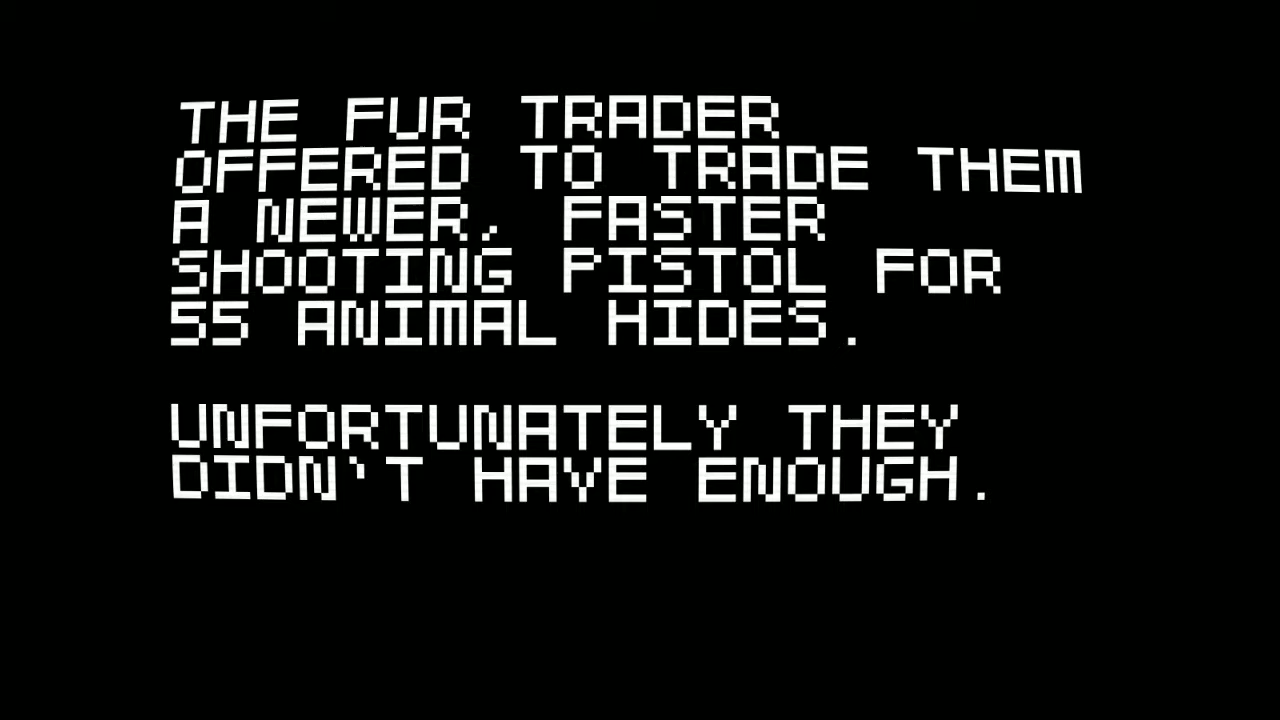 THE FUR TRADER
OFFERED TO TRADE THEM
A NEWER, FASTER
SHOOTING PISTOL FOR
55 ANIMAL HIDES.
UNFORTUNATELY THEY
DIDN'T HAVE ENOUGH.